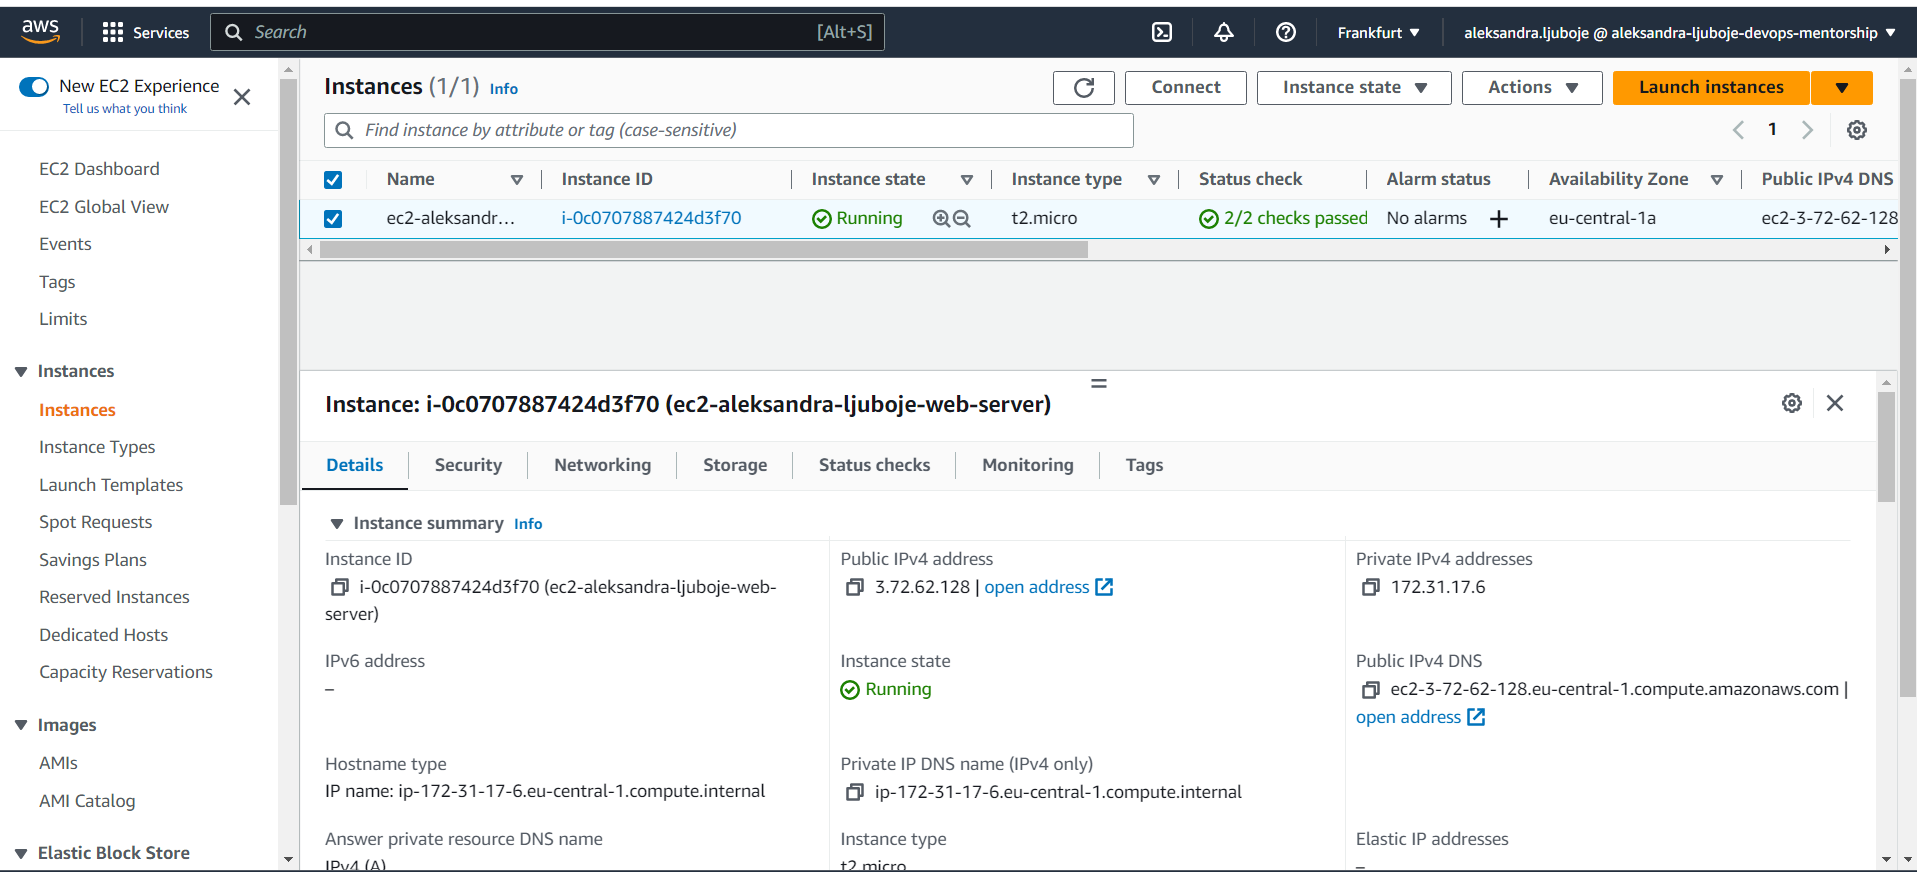 aws
Services
Search
[Alt+S]
Frankfurt
aleksandra.ljuboje @ aleksandra-ljuboje-devops-mentorship
New EC2 Experience
Tell us what you think
EC2 Dashboard
EC2 Global View
Events
Tags
Limits
Instances
Instances
Instance Types
Launch Templates
Spot Requests
Savings Plans
Reserved Instances
Dedicated Hosts
Capacity Reservations
Images
AMIs
AMI Catalog
Elastic Block Store
Instances (1/1) Info
Connect
Instance state
Actions
Launch instances
Find instance by attribute or tag (case-sensitive)
1
Name
Instance ID
Instance state
Instance type
Status check
Alarm status
Availability Zone
Public IPv4 DNS
ec2-aleksandr...
i-0c0707887424d3f70
Running
t2.micro
2/2 checks passed
No alarms
eu-central-1a
ec2-3-72-62-128
Instance: i-0c0707887424d3f70 (ec2-aleksandra-ljuboje-web-server)
Details
Security
Networking
Storage
Status checks
Monitoring
Tags
Instance summary Info
Instance ID
i-0c0707887424d3f70 (ec2-aleksandra-ljuboje-web-
server)
Public IPv4 address
3.72.62.128 | open address
Private IPv4 addresses
172.31.17.6
IPv6 address
–
Instance state
Running
Public IPv4 DNS
ec2-3-72-62-128.eu-central-1.compute.amazonaws.com |
open address
Hostname type
IP name: ip-172-31-17-6.eu-central-1.compute.internal
Private IP DNS name (IPv4 only)
ip-172-31-17-6.eu-central-1.compute.internal
Answer private resource DNS name
IPv4 (A)
Instance type
t2.micro
Elastic IP addresses
–